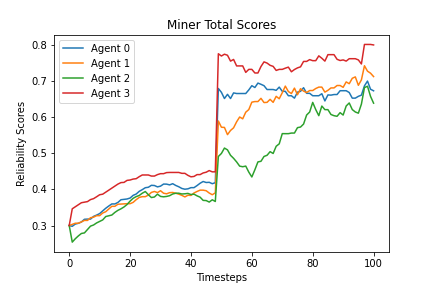 Miner Total Scores
Agent 0
Agent 1
Agent 2
Agent 3
Reliability Scores
0.8
0.7
0.6
0.5
0.4
0.3
0 20 40 60 80 100
Timesteps